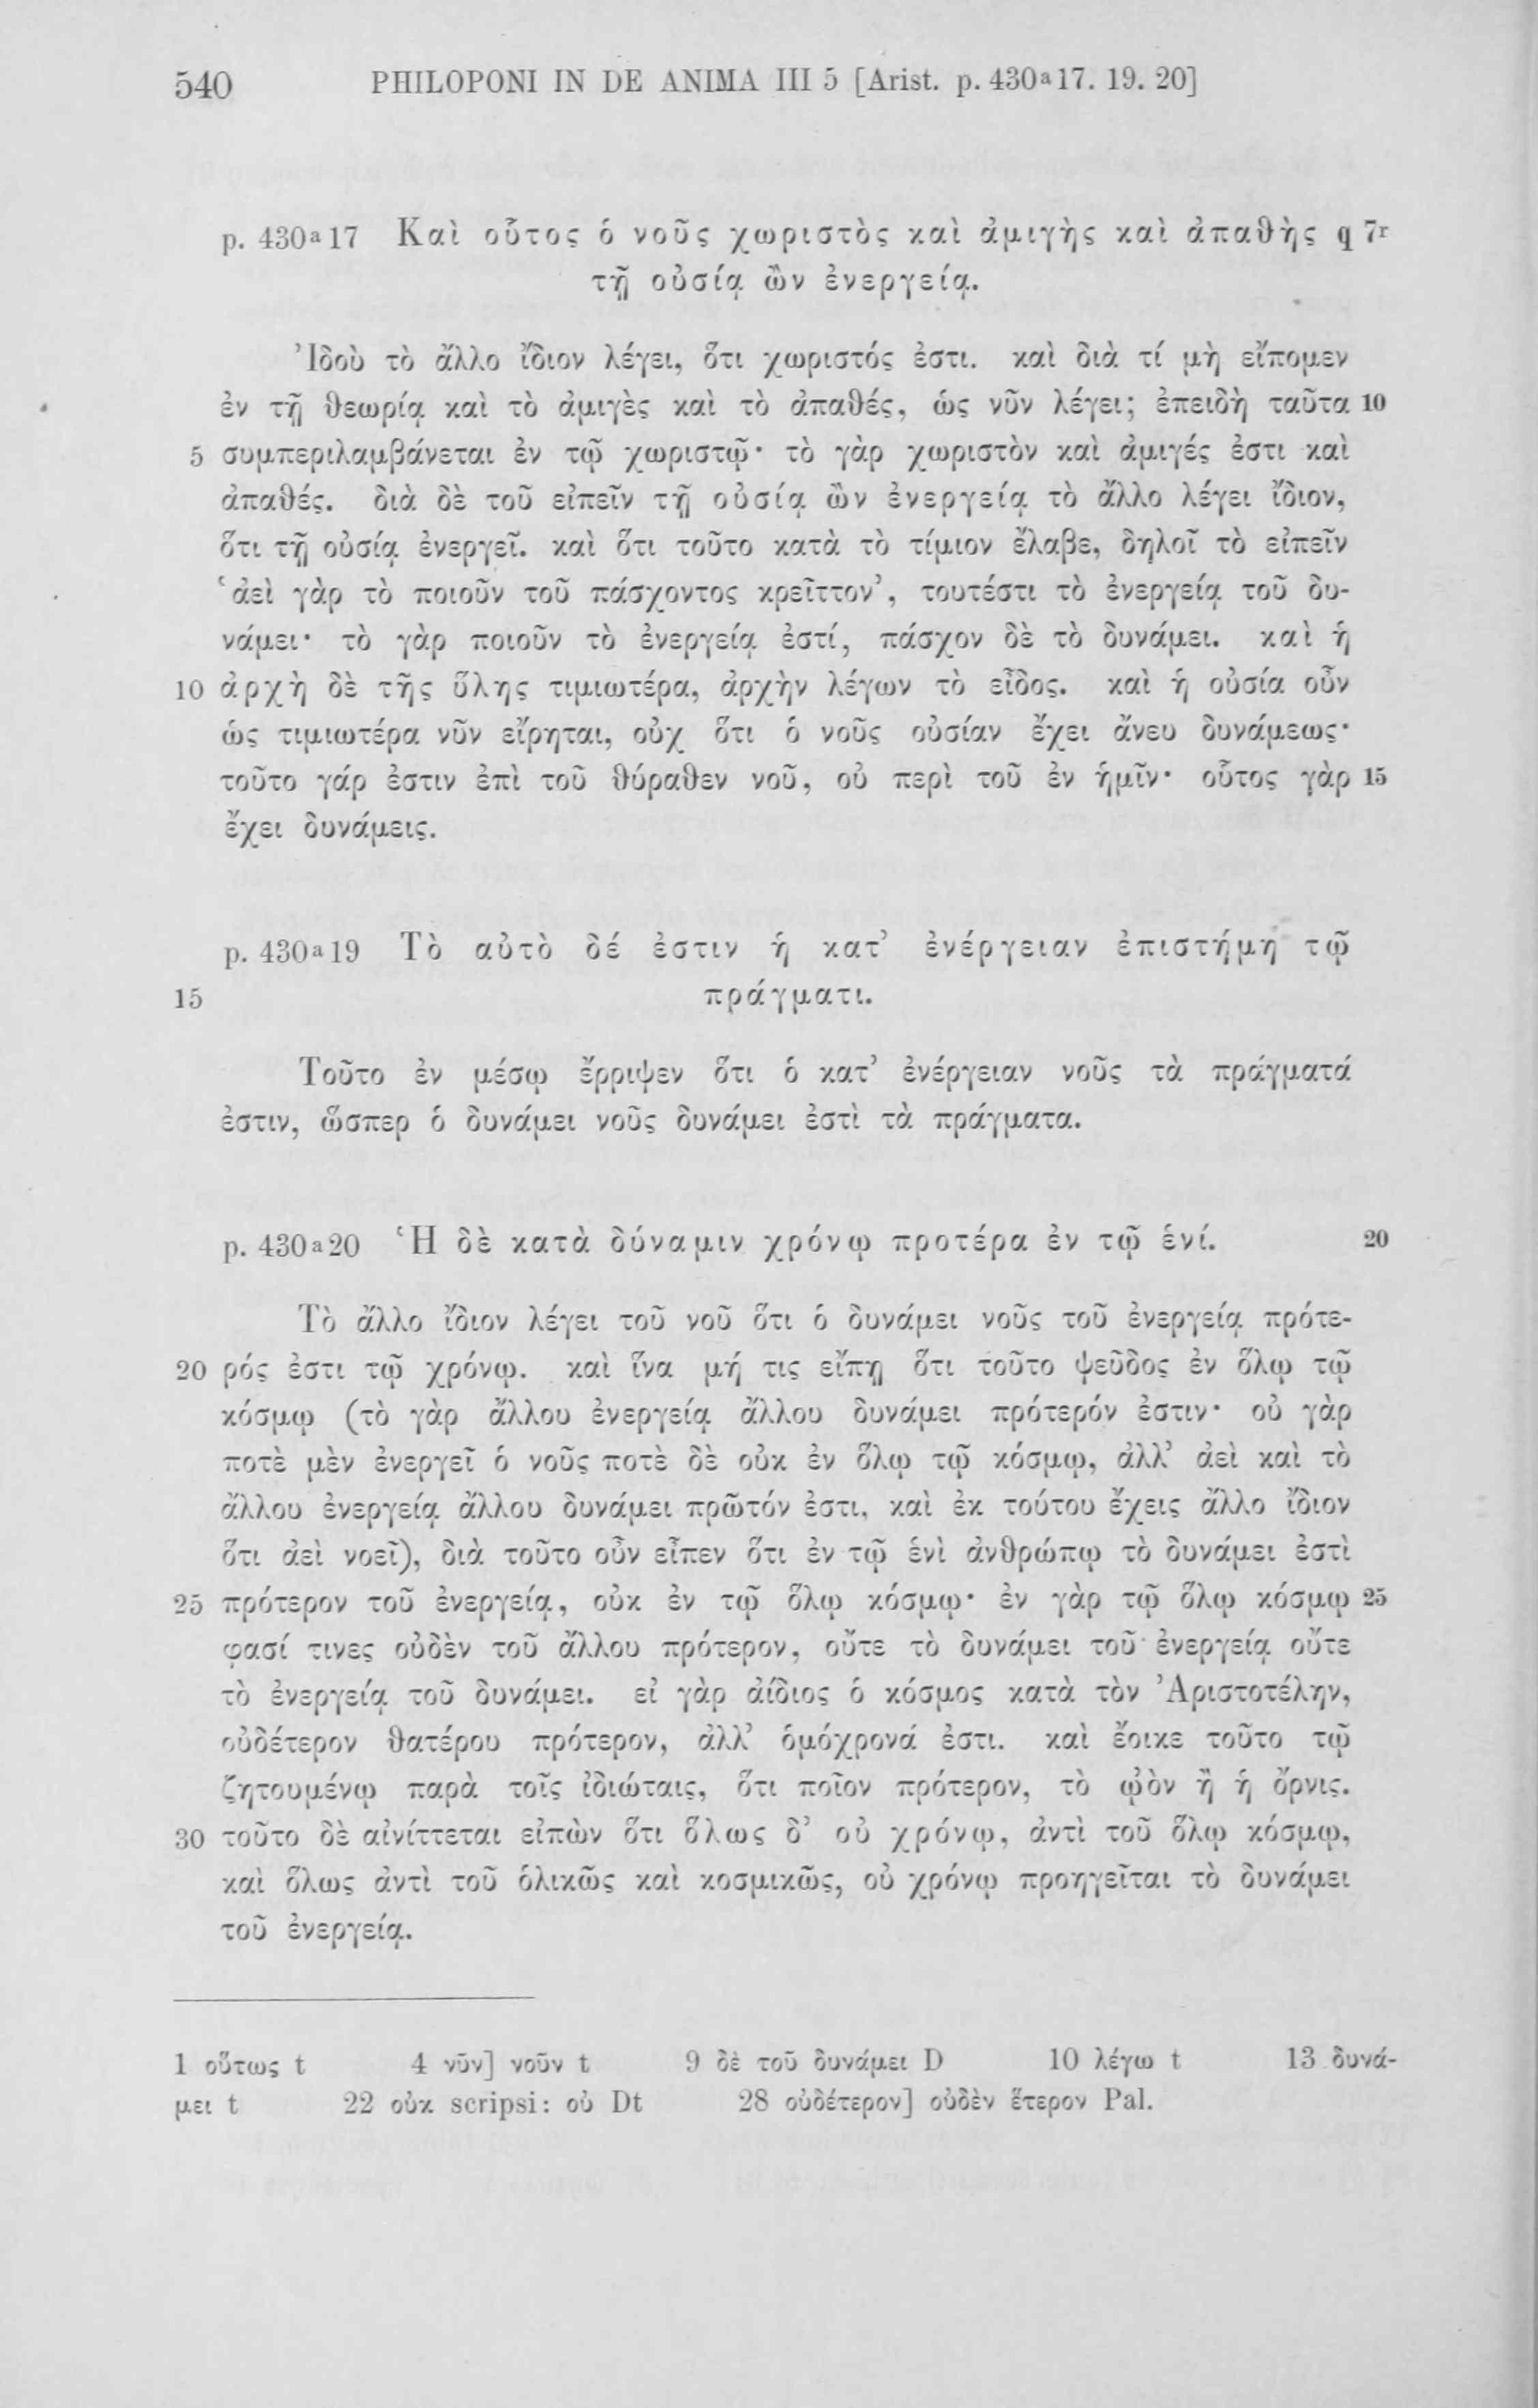 540 PHILOPONI IN DE ANIMA III 5 [Arist. p. 430ᵃ17. 19. 20]
p. 430ᵃ17 Καὶ οὗτος ὁ νοῦς χωριστὸς καὶ ἀμιγὴς καὶ ἀπαθὴς q 7ʳ
τῇ οὐσίᾳ ὢν ἐνεργείᾳ.
Ἰδοὺ τὸ ἄλλο ἴδιον λέγει, ὅτι χωριστός ἐστι. καὶ διὰ τί μὴ εἴπομεν
ἐν τῇ θεωρίᾳ καὶ τὸ ἀμιγὲς καὶ τὸ ἀπαθές, ὡς νῦν λέγει; ἐπειδὴ ταῦτα 10
5 συμπεριλαμβάνεται ἐν τῷ χωριστῷ· τὸ γὰρ χωριστὸν καὶ ἀμιγές ἐστι καὶ
ἀπαθές. διὰ δὲ τοῦ εἰπεῖν τῇ οὐσίᾳ ὢν ἐνεργείᾳ τὸ ἄλλο λέγει ἴδιον,
ὅτι τῇ οὐσίᾳ ἐνεργεῖ. καὶ ὅτι τοῦτο κατὰ τὸ τίμιον ἔλαβε, δηλοῖ τὸ εἰπεῖν
‘ἀεὶ γὰρ τὸ ποιοῦν τοῦ πάσχοντος κρεῖττον’, τουτέστι τὸ ἐνεργείᾳ τοῦ δυ-
νάμει· τὸ γὰρ ποιοῦν τὸ ἐνεργείᾳ ἐστί, πάσχον δὲ τὸ δυνάμει. καὶ ἡ
10 ἀρχὴ δὲ τῆς ὕλης τιμιωτέρα, ἀρχὴν λέγων τὸ εἶδος. καὶ ἡ οὐσία οὖν
ὡς τιμιωτέρα νῦν εἴρηται, οὐχ ὅτι ὁ νοῦς οὐσίαν ἔχει ἄνευ δυνάμεως·
τοῦτο γάρ ἐστιν ἐπὶ τοῦ θύραθεν νοῦ, οὐ περὶ τοῦ ἐν ἡμῖν· οὗτος γὰρ 15
ἔχει δυνάμεις.
p. 430ᵃ19 Τὸ αὐτὸ δέ ἐστιν ἡ κατ’ ἐνέργειαν ἐπιστήμη τῷ
15 πράγματι.
Τοῦτο ἐν μέσῳ ἔρριψεν ὅτι ὁ κατ’ ἐνέργειαν νοῦς τὰ πράγματά
ἐστιν, ὥσπερ ὁ δυνάμει νοῦς δυνάμει ἐστὶ τὰ πράγματα.
p. 430ᵃ20 Ἡ δὲ κατὰ δύναμιν χρόνῳ προτέρα ἐν τῷ ἑνί. 20
Τὸ ἄλλο ἴδιον λέγει τοῦ νοῦ ὅτι ὁ δυνάμει νοῦς τοῦ ἐνεργείᾳ πρότε-
20 ρός ἐστι τῷ χρόνῳ. καὶ ἵνα μή τις εἴπῃ ὅτι τοῦτο ψεῦδος ἐν ὅλῳ τῷ
κόσμῳ (τὸ γὰρ ἄλλου ἐνεργείᾳ ἄλλου δυνάμει πρότερόν ἐστιν· οὐ γὰρ
ποτὲ μὲν ἐνεργεῖ ὁ νοῦς ποτὲ δὲ οὐκ ἐν ὅλῳ τῷ κόσμῳ, ἀλλ’ ἀεὶ καὶ τὸ
ἄλλου ἐνεργείᾳ ἄλλου δυνάμει πρῶτόν ἐστι, καὶ ἐκ τούτου ἔχεις ἄλλο ἴδιον
ὅτι ἀεὶ νοεῖ), διὰ τοῦτο οὖν εἶπεν ὅτι ἐν τῷ ἑνὶ ἀνθρώπῳ τὸ δυνάμει ἐστὶ
25 πρότερον τοῦ ἐνεργείᾳ, οὐκ ἐν τῷ ὅλῳ κόσμῳ· ἐν γὰρ τῷ ὅλῳ κόσμῳ 25
φασί τινες οὐδὲν τοῦ ἄλλου πρότερον, οὔτε τὸ δυνάμει τοῦ ἐνεργείᾳ οὔτε
τὸ ἐνεργείᾳ τοῦ δυνάμει. εἰ γὰρ ἀίδιος ὁ κόσμος κατὰ τὸν Ἀριστοτέλην,
οὐδέτερον θατέρου πρότερον, ἀλλ’ ὁμόχρονά ἐστι. καὶ ἔοικε τοῦτο τῷ
ζητουμένῳ παρὰ τοῖς ἰδιώταις, ὅτι ποῖον πρότερον, τὸ ᾠὸν ἢ ἡ ὄρνις.
30 τοῦτο δὲ αἰνίττεται εἰπὼν ὅτι ὅλως δ’ οὐ χρόνῳ, ἀντὶ τοῦ ὅλῳ κόσμῳ,
καὶ ὅλως ἀντὶ τοῦ ὁλικῶς καὶ κοσμικῶς, οὐ χρόνῳ προηγεῖται τὸ δυνάμει
τοῦ ἐνεργείᾳ.
1 οὕτως t 4 νῦν] νοῦν t 9 δὲ τοῦ δυνάμει D 10 λέγω t 13 δυνά-
μει t 22 οὐκ scripsi: οὐ Dt 28 οὐδέτερον] οὐδὲν ἕτερον Pal.